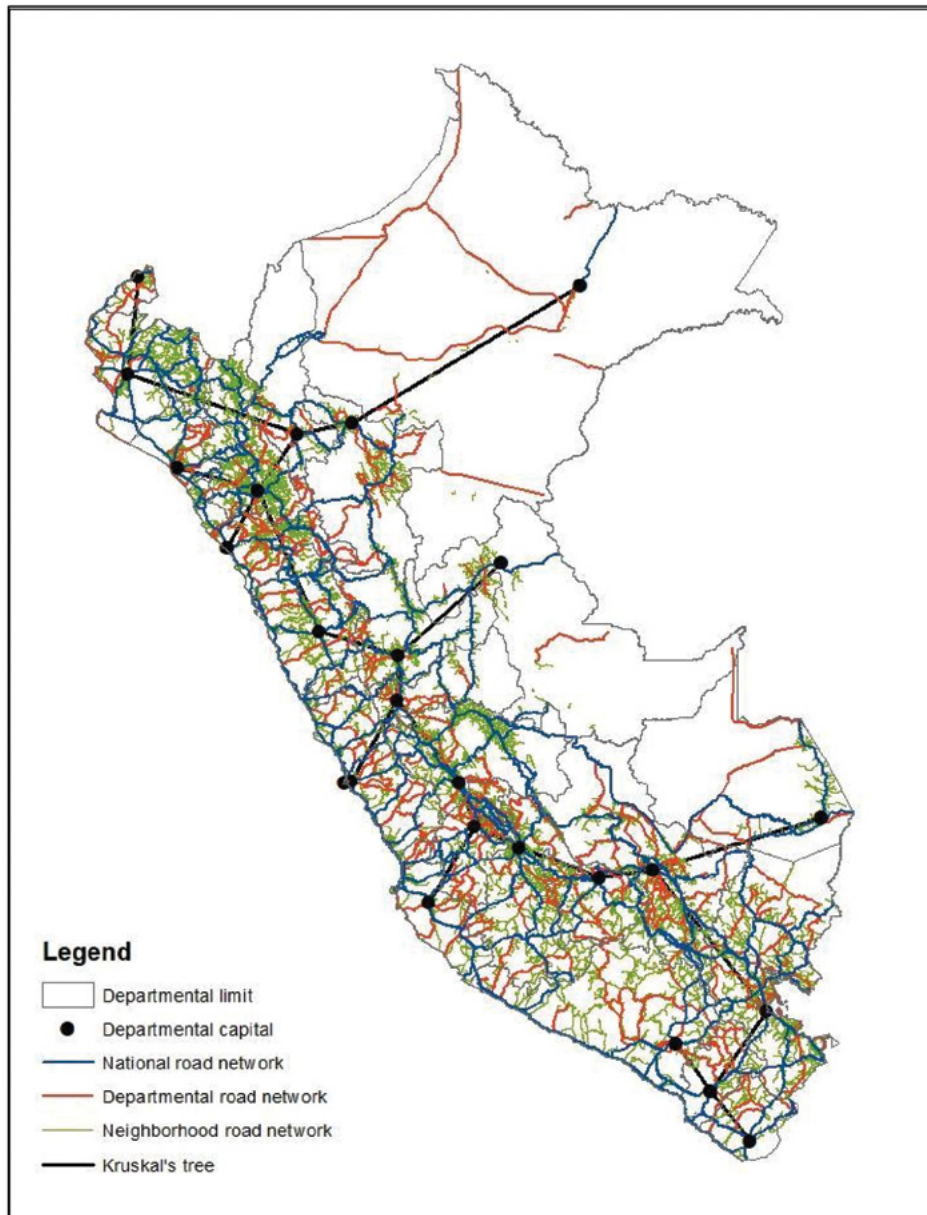 Legend
Departmental limit
Departmental capital
National road network
Departmental road network
Neighborhood road network
Kruskal's tree